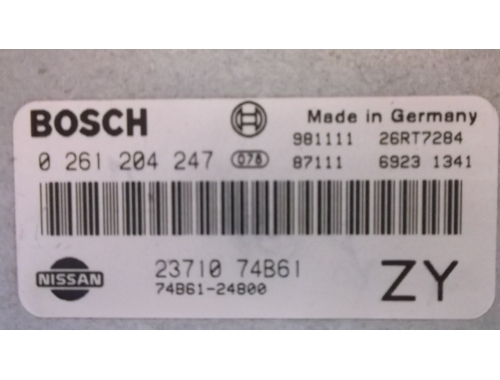 BOSCH Made in Germany
981111 26RT7284
0 261 204 247 078 87111 6923 1341
NISSAN 23710 74B61 ZY
74B61-24800